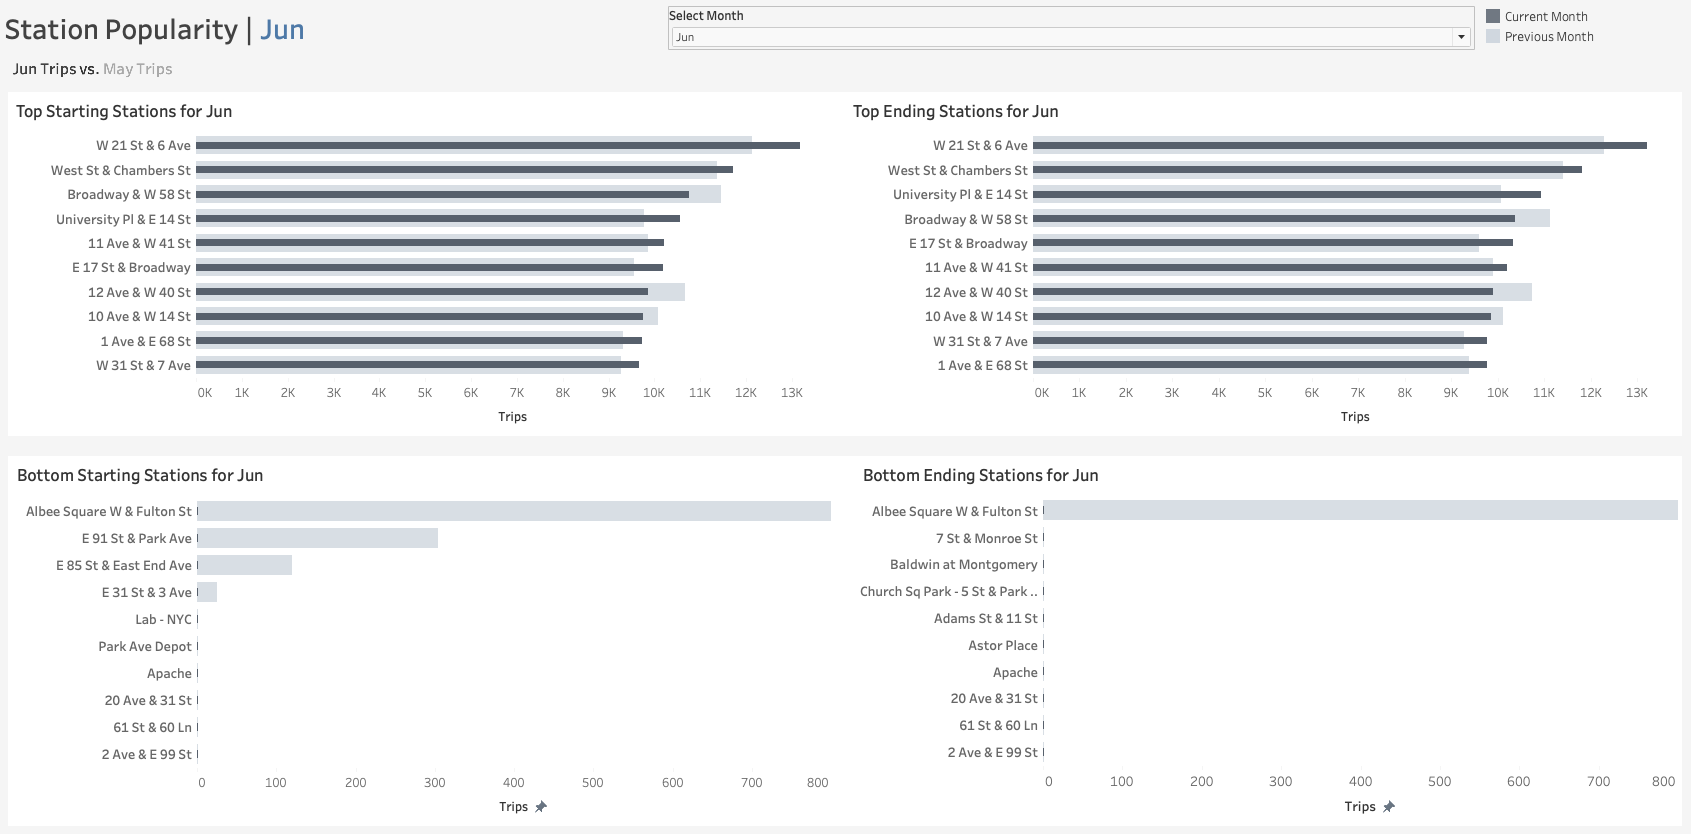 Station Popularity | Jun
Select Month
Jun
Current Month
Previous Month
Jun Trips vs. May Trips
Top Starting Stations for Jun
W 21 St & 6 Ave
West St & Chambers St
Broadway & W 58 St
University Pl & E 14 St
11 Ave & W 41 St
E 17 St & Broadway
12 Ave & W 40 St
10 Ave & W 14 St
1 Ave & E 68 St
W 31 St & 7 Ave
0K 1K 2K 3K 4K 5K 6K 7K 8K 9K 10K 11K 12K 13K
Trips
Top Ending Stations for Jun
W 21 St & 6 Ave
West St & Chambers St
University Pl & E 14 St
Broadway & W 58 St
E 17 St & Broadway
11 Ave & W 41 St
12 Ave & W 40 St
10 Ave & W 14 St
W 31 St & 7 Ave
1 Ave & E 68 St
0K 1K 2K 3K 4K 5K 6K 7K 8K 9K 10K 11K 12K 13K
Trips
Bottom Starting Stations for Jun
Albee Square W & Fulton St
E 91 St & Park Ave
E 85 St & East End Ave
E 31 St & 3 Ave
Lab - NYC
Park Ave Depot
Apache
20 Ave & 31 St
61 St & 60 Ln
2 Ave & E 99 St
0 100 200 300 400 500 600 700 800
Trips
Bottom Ending Stations for Jun
Albee Square W & Fulton St
7 St & Monroe St
Baldwin at Montgomery
Church Sq Park - 5 St & Park ..
Adams St & 11 St
Astor Place
Apache
20 Ave & 31 St
61 St & 60 Ln
2 Ave & E 99 St
0 100 200 300 400 500 600 700 800
Trips